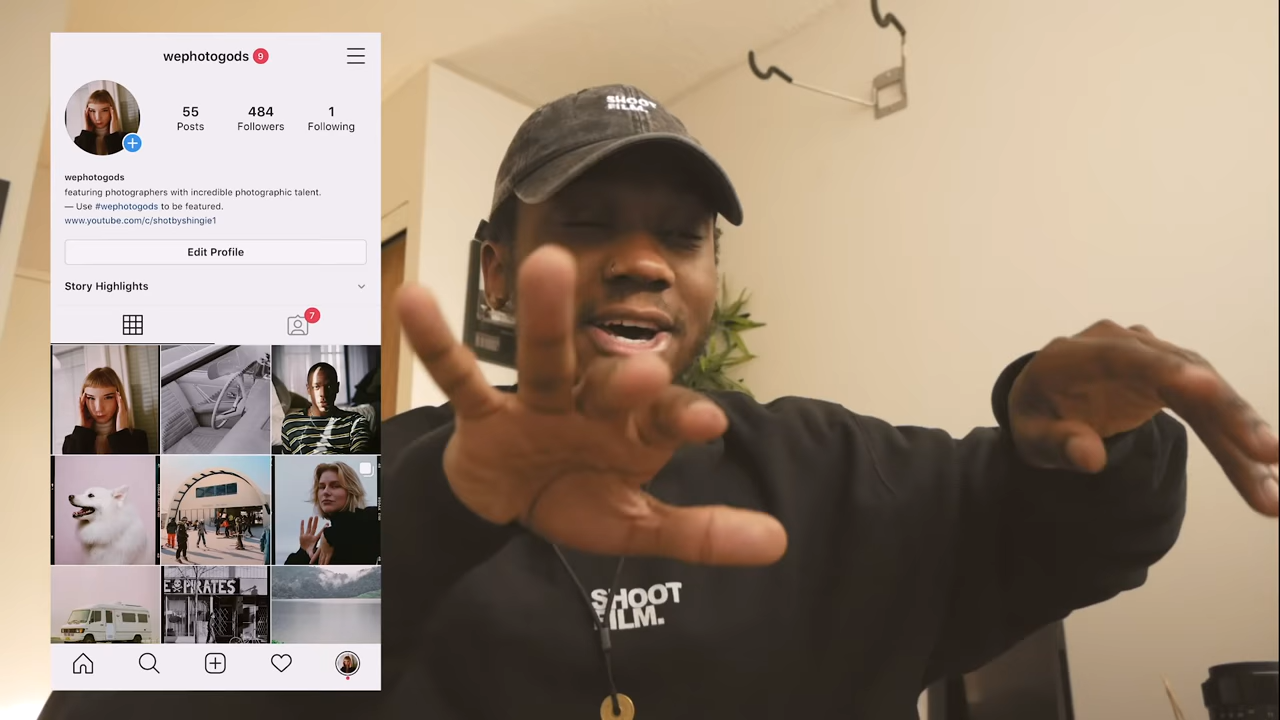 wephotogods 9
55 484 1
Posts Followers Following
wephotogods
featuring photographers with incredible photographic talent.
— Use #wephotogods to be featured.
www.youtube.com/c/shotbyshingie1
Edit Profile
Story Highlights
7
E PIRATES
SHOOT
FILM.
SHOOT
FILM.